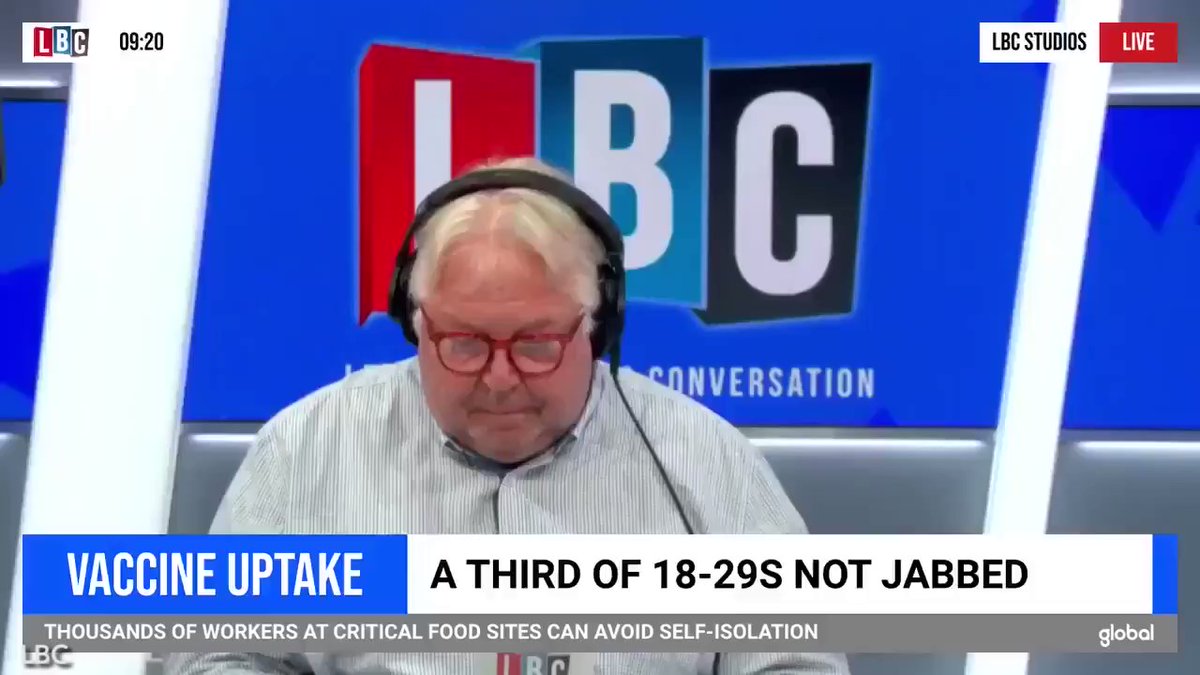 LBC 09:20
LBC STUDIOS LIVE
LBC
CONVERSATION
VACCINE UPTAKE
A THIRD OF 18-29S NOT JABBED
THOUSANDS OF WORKERS AT CRITICAL FOOD SITES CAN AVOID SELF-ISOLATION
global
LBC
LBC